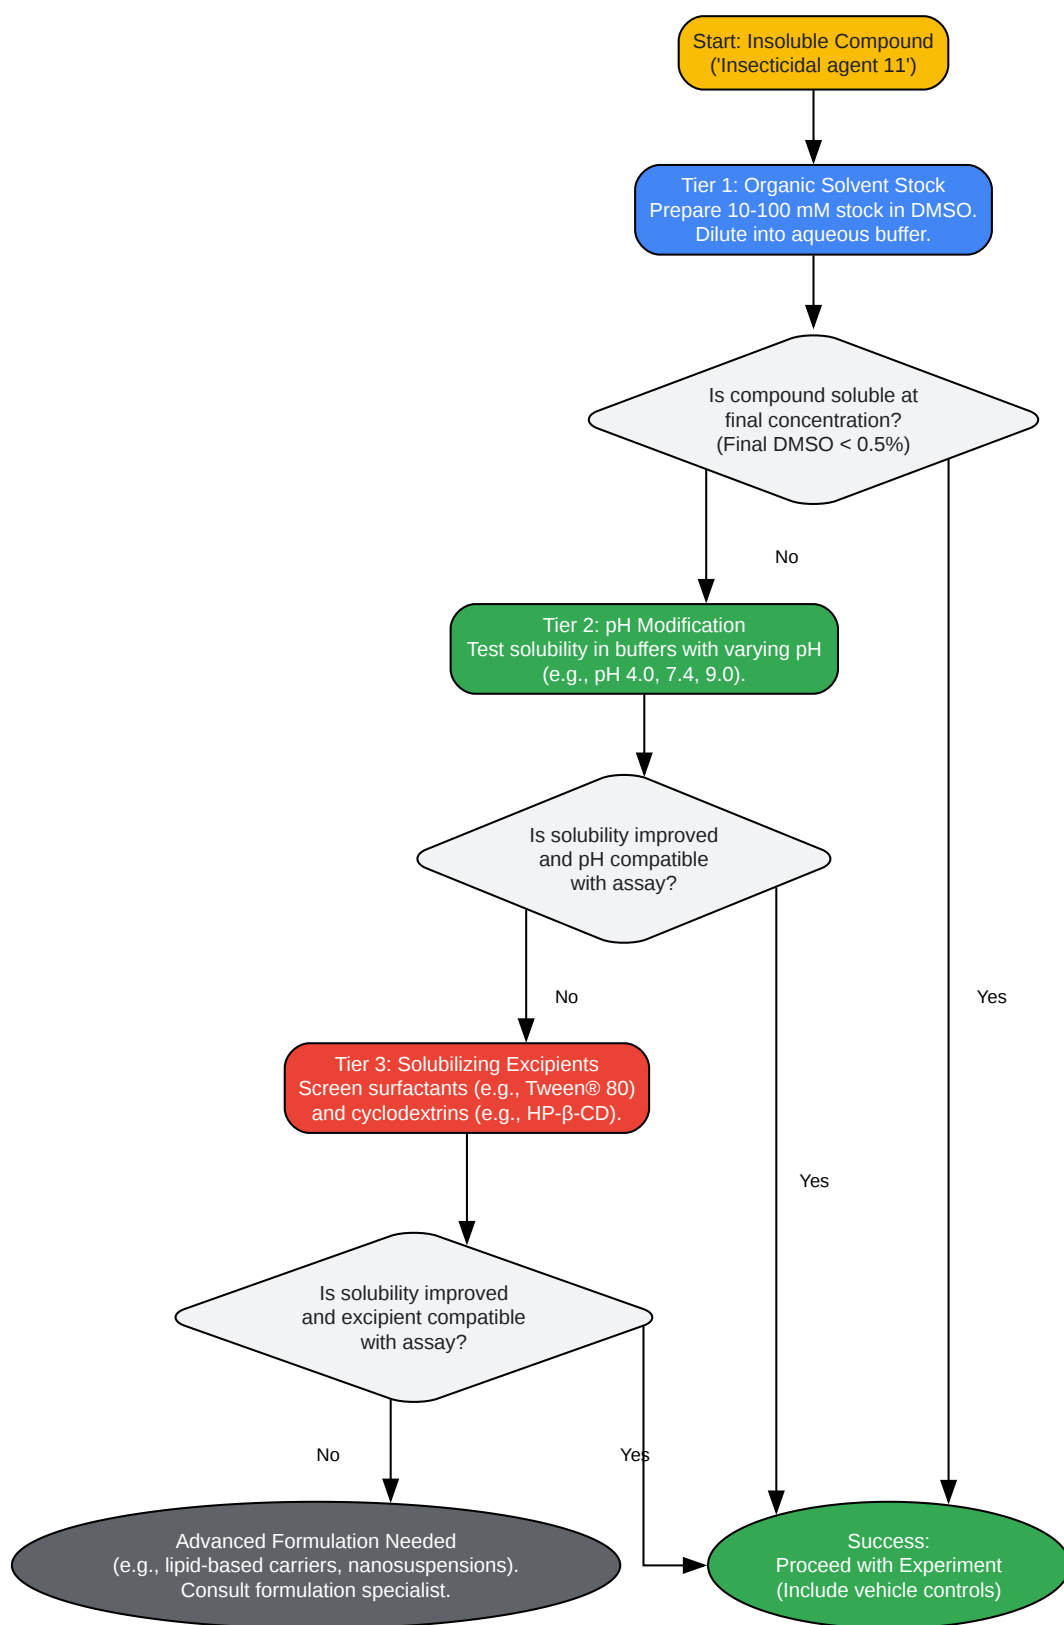 Start: Insoluble Compound
('Insecticidal agent 11')
Tier 1: Organic Solvent Stock
Prepare 10-100 mM stock in DMSO.
Dilute into aqueous buffer.
Is compound soluble at
final concentration?
(Final DMSO < 0.5%)
No
Tier 2: pH Modification
Test solubility in buffers with varying pH
(e.g., pH 4.0, 7.4, 9.0).
Is solubility improved
and pH compatible
with assay?
No
Yes
Tier 3: Solubilizing Excipients
Screen surfactants (e.g., Tween® 80)
and cyclodextrins (e.g., HP-β-CD).
Yes
Is solubility improved
and excipient compatible
with assay?
No
Yes
Advanced Formulation Needed
(e.g., lipid-based carriers, nanosuspensions).
Consult formulation specialist.
Success:
Proceed with Experiment
(Include vehicle controls)